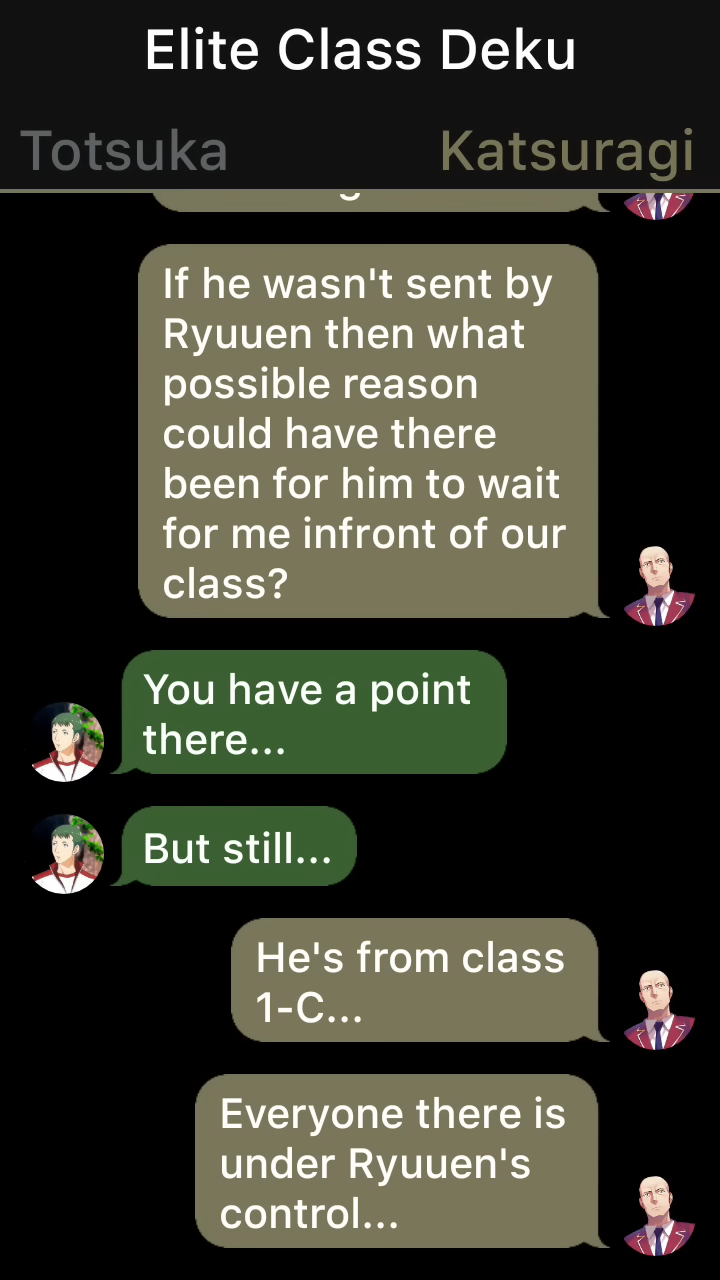 Elite Class Deku
Totsuka
Katsuragi
If he wasn't sent by
Ryuuen then what
possible reason
could have there
been for him to wait
for me infront of our
class?
You have a point
there...
But still...
He's from class
1-C...
Everyone there is
under Ryuuen's
control...